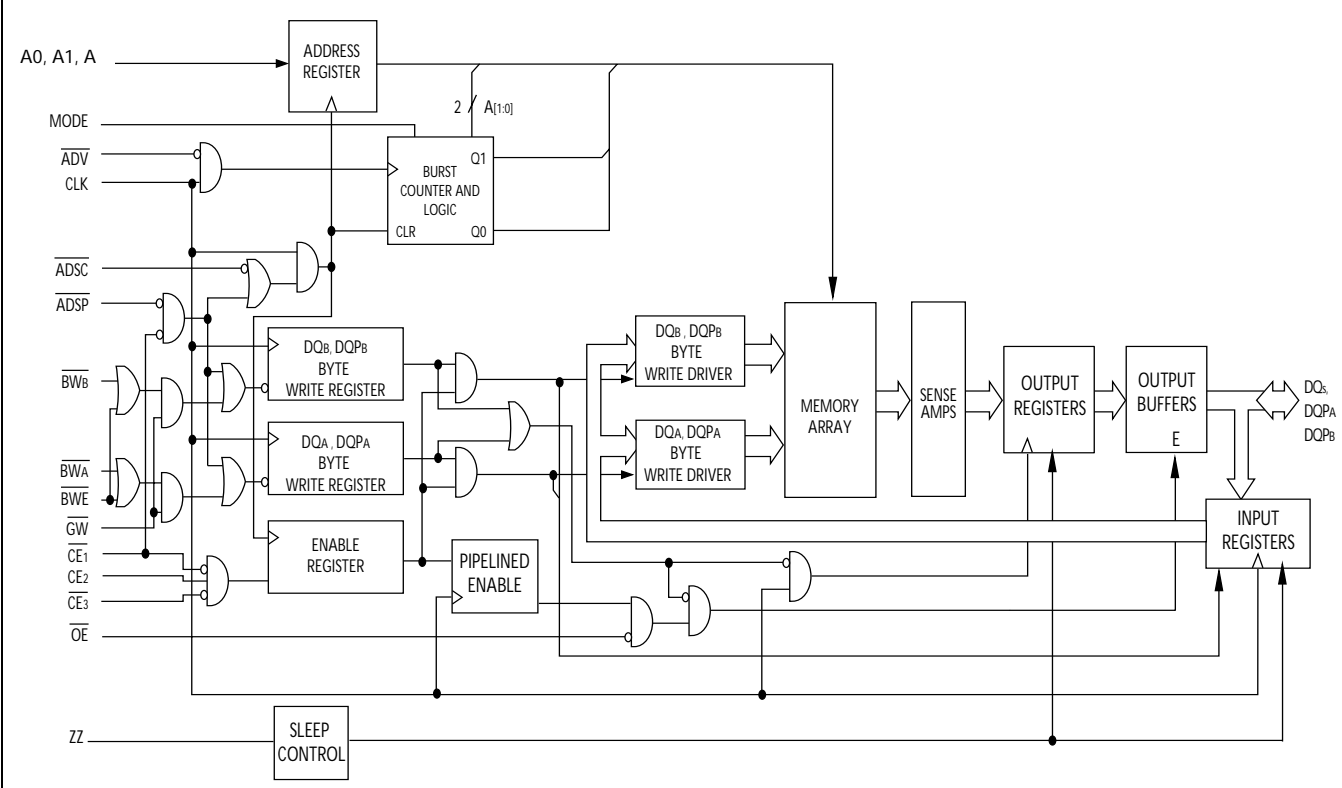 A0, A1, A
ADDRESS
REGISTER
2 A[1:0]
MODE
ADV
CLK
BURST
COUNTER AND
LOGIC
Q1
CLR
Q0
ADSC
ADSP
BWB
BWA
BWE
GW
CE1
CE2
CE3
OE
ZZ
DQB, DQPB
BYTE
WRITE REGISTER
DQA, DQPA
BYTE
WRITE REGISTER
ENABLE
REGISTER
PIPELINED
ENABLE
SLEEP
CONTROL
DQB, DQPB
BYTE
WRITE DRIVER
DQA, DQPA
BYTE
WRITE DRIVER
MEMORY
ARRAY
SENSE
AMPS
OUTPUT
REGISTERS
OUTPUT
BUFFERS
E
DQs,
DQPA
DQPB
INPUT
REGISTERS